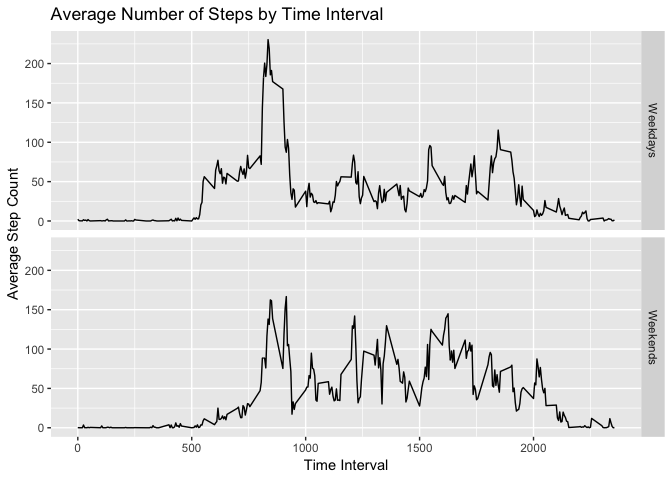 Average Number of Steps by Time Interval
Average Step Count
200
150
100
50
0
Weekdays
200
150
100
50
0
Weekends
0 500 1000 1500 2000
Time Interval